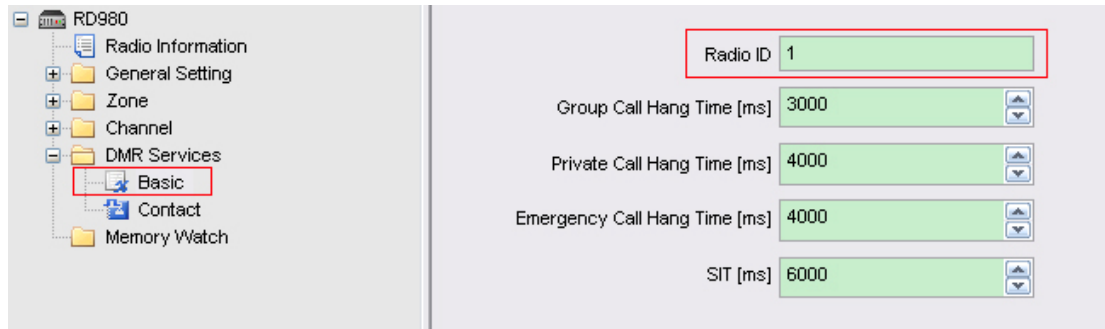 RD980
Radio Information
General Setting
Zone
Channel
DMR Services
Basic
Contact
Memory Watch
Radio ID 1
Group Call Hang Time [ms] 3000
Private Call Hang Time [ms] 4000
Emergency Call Hang Time [ms] 4000
SIT [ms] 6000